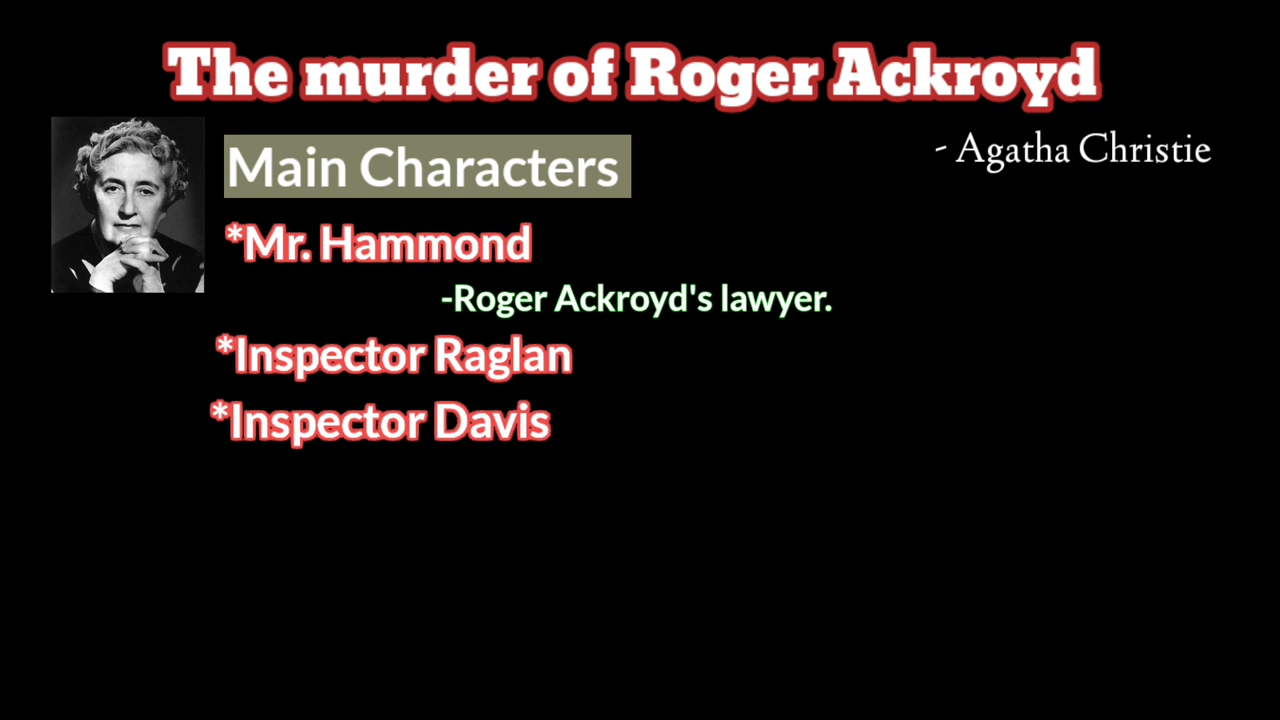 The murder of Roger Ackroyd
- Agatha Christie
Main Characters
*Mr. Hammond
-Roger Ackroyd's lawyer.
*Inspector Raglan
*Inspector Davis